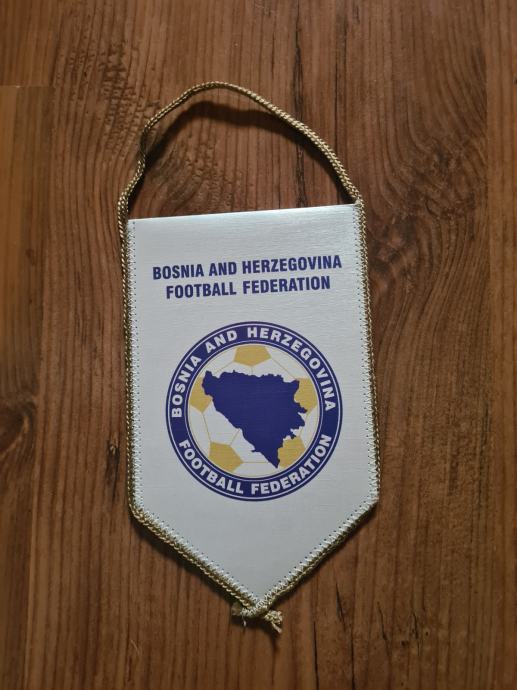 BOSNIA AND HERZEGOVINA
FOOTBALL FEDERATION
BOSNIA AND HERZEGOVINA
FOOTBALL FEDERATION